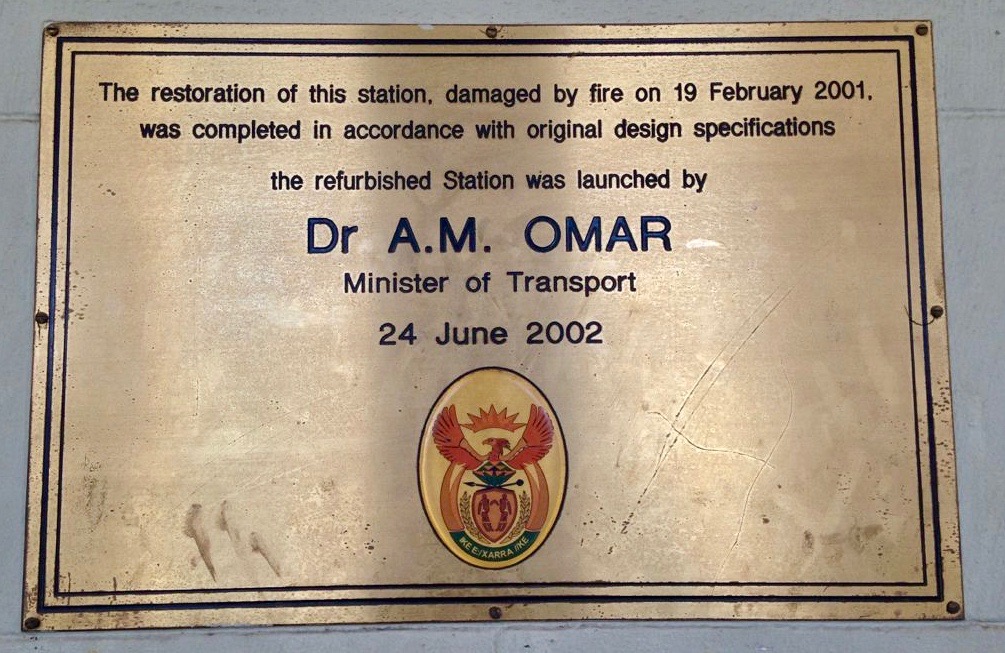 The restoration of this station, damaged by fire on 19 February 2001,
was completed in accordance with original design specifications
the refurbished Station was launched by
Dr A.M. OMAR
Minister of Transport
24 June 2002
!KE E:/XARRA //KE